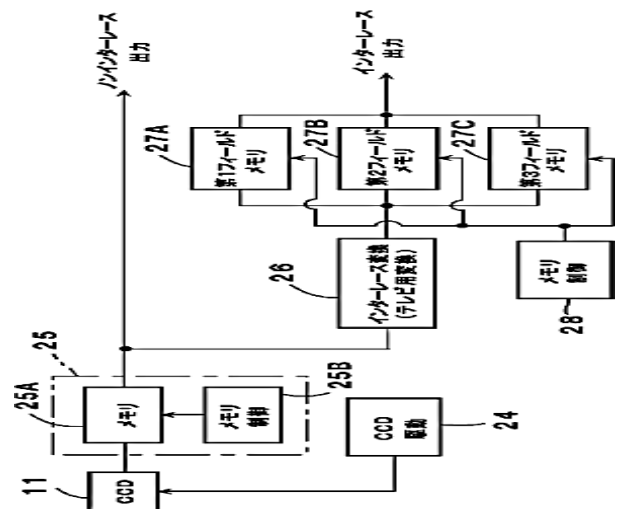 ノンインターレース
出力
インターレース
出力
27A
第1フィールド
メモリ
27B
第2フィールド
メモリ
27C
第3フィールド
メモリ
26
インターレース変換
(テレビ用変換)
メモリ
制御
28
25
25A
メモリ
25B
メモリ
制御
11
CCD
CCD
駆動
24